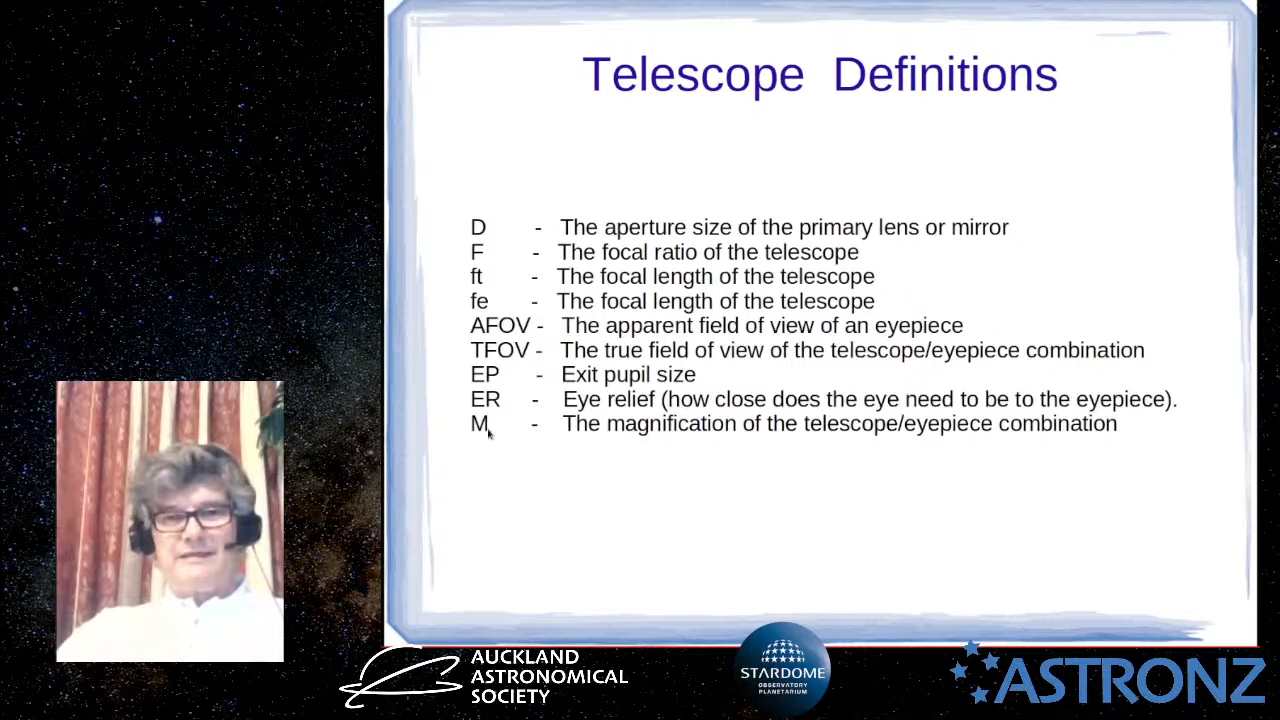 Telescope Definitions
D - The aperture size of the primary lens or mirror
F - The focal ratio of the telescope
ft - The focal length of the telescope
fe - The focal length of the telescope
AFOV - The apparent field of view of an eyepiece
TFOV - The true field of view of the telescope/eyepiece combination
EP - Exit pupil size
ER - Eye relief (how close does the eye need to be to the eyepiece).
M - The magnification of the telescope/eyepiece combination
AUCKLAND
ASTRONOMICAL
SOCIETY
STARDOME
OBSERVATORY
PLANETARIUM
ASTRONZ